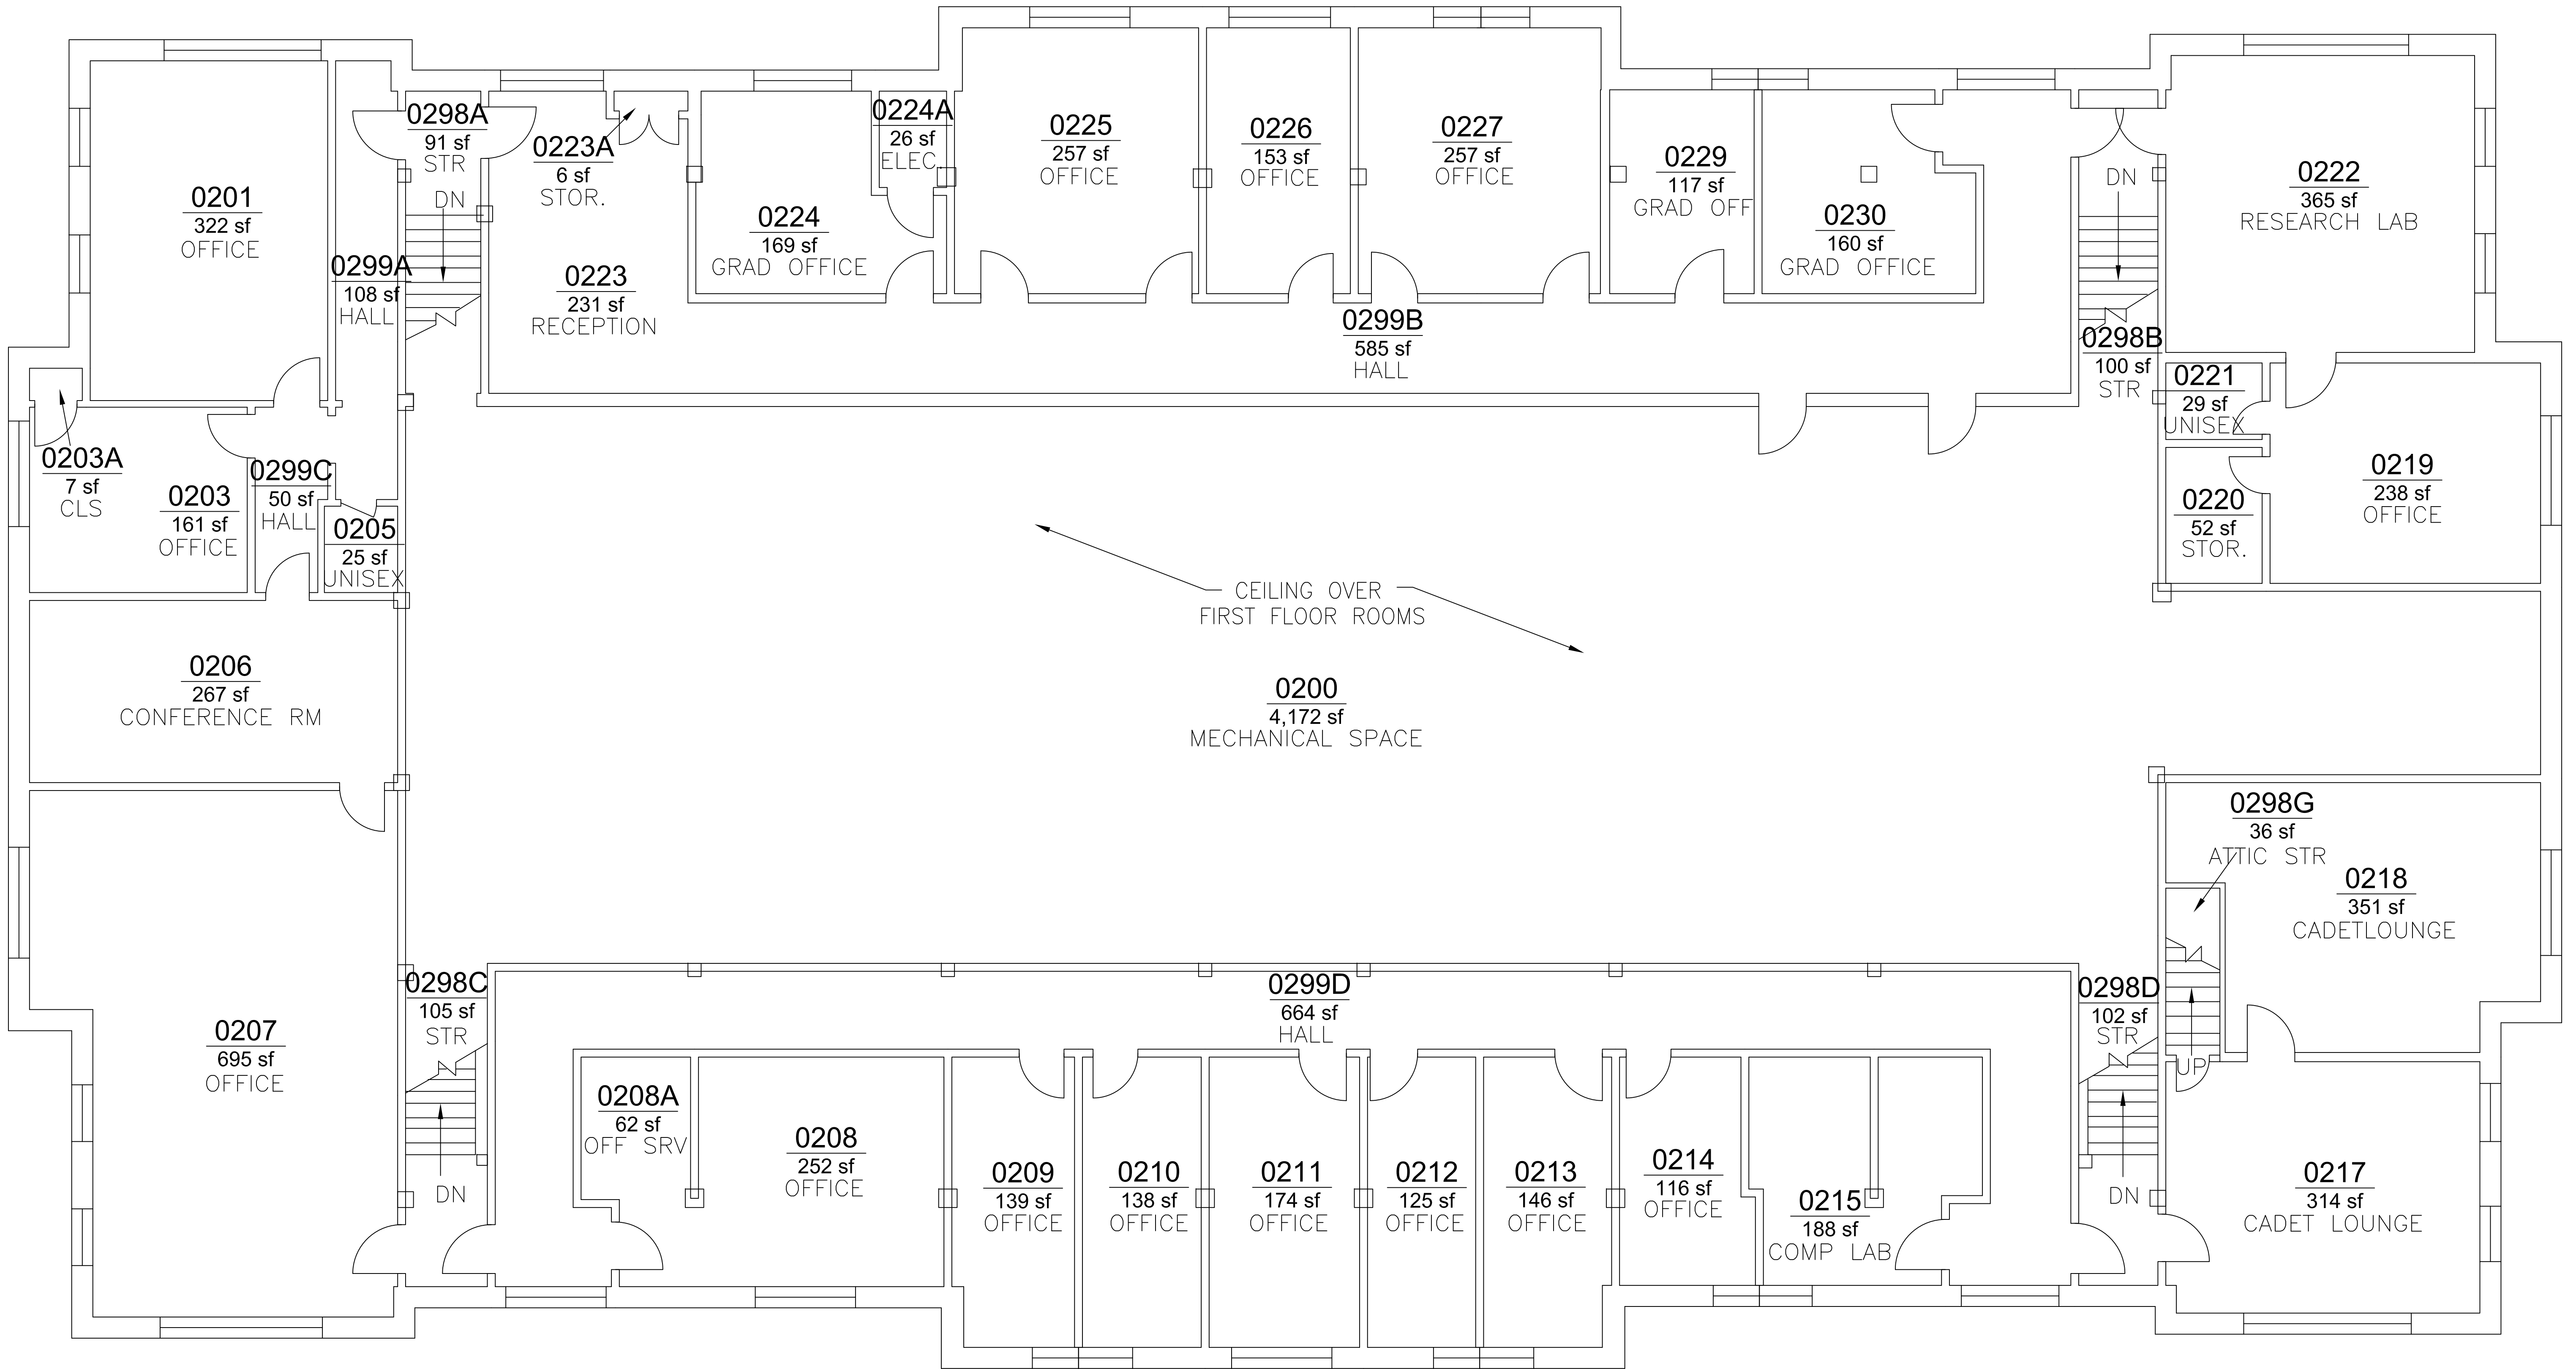 0201
322 sf
OFFICE
0299A
108 sf
HALL
0298A
91 sf
STR
DN
0223A
6 sf
STOR.
0223
231 sf
RECEPTION
0224
169 sf
GRAD OFFICE
0224A
26 sf
ELEC.
0225
257 sf
OFFICE
0226
153 sf
OFFICE
0227
257 sf
OFFICE
0229
117 sf
GRAD OFF
0230
160 sf
GRAD OFFICE
DN
0222
365 sf
RESEARCH LAB
0299B
585 sf
HALL
0298B
100 sf
STR
0221
29 sf
UNISEX
0220
52 sf
STOR.
0219
238 sf
OFFICE
0203A
7 sf
CLS
0203
161 sf
OFFICE
0299C
50 sf
HALL
0205
25 sf
UNISEX
CEILING OVER
FIRST FLOOR ROOMS
0206
267 sf
CONFERENCE RM
0200
4,172 sf
MECHANICAL SPACE
0298G
36 sf
ATTIC STR
0218
351 sf
CADETLOUNGE
0207
695 sf
OFFICE
0298C
105 sf
STR
DN
0299D
664 sf
HALL
0298D
102 sf
STR
UP
DN
0208A
62 sf
OFF SRV
0208
252 sf
OFFICE
0209
139 sf
OFFICE
0210
138 sf
OFFICE
0211
174 sf
OFFICE
0212
125 sf
OFFICE
0213
146 sf
OFFICE
0214
116 sf
OFFICE
0215
188 sf
COMP LAB
0217
314 sf
CADET LOUNGE